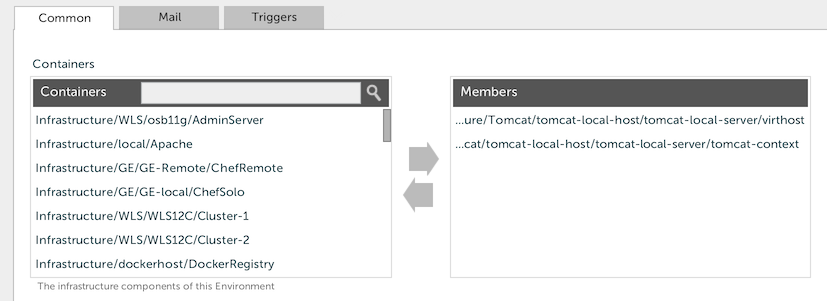 Common Mail Triggers
Containers
Containers
Members
Infrastructure/WLS/osb11g/AdminServer
Infrastructure/local/Apache
Infrastructure/GE/GE-Remote/ChefRemote
Infrastructure/GE/GE-local/ChefSolo
Infrastructure/WLS/WLS12C/Cluster-1
Infrastructure/WLS/WLS12C/Cluster-2
Infrastructure/dockerhost/DockerRegistry
...ure/Tomcat/tomcat-local-host/tomcat-local-server/virthost
...cat/tomcat-local-host/tomcat-local-server/tomcat-context
The infrastructure components of this Environment